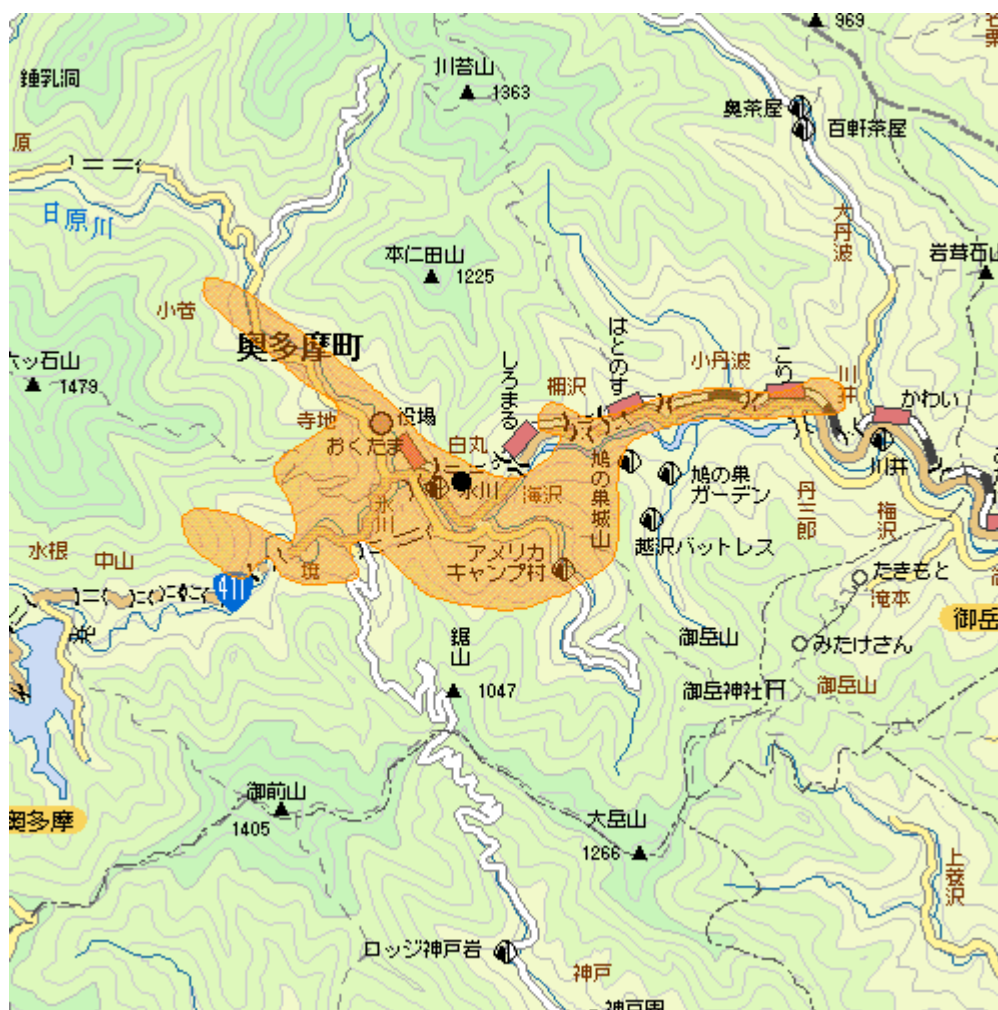 969
川苔山
1363
鍾乳洞
奥茶屋
百軒茶屋
原
日原川
大丹波
本仁田山
1225
岩茸石山
小菅
奥多摩町
はとのす
小丹波
こり
川井
六ッ石山
1479
しろまる
棚沢
かわい
寺地
役場
おくたま
白丸
川井
鳩の巣城山
鳩の巣
ガーデン
氷川
氷川
滝沢
丹三郎
梅沢
越沢バットレス
水根
中山
アメリカ
キャンプ村
境
411
たきもと
滝本
御岳
鋸山
1047
御岳山
みたけさん
御岳神社
御岳山
奥多摩
御前山
1405
大岳山
1266
上養沢
ロッジ神戸岩
神戸
神戸園